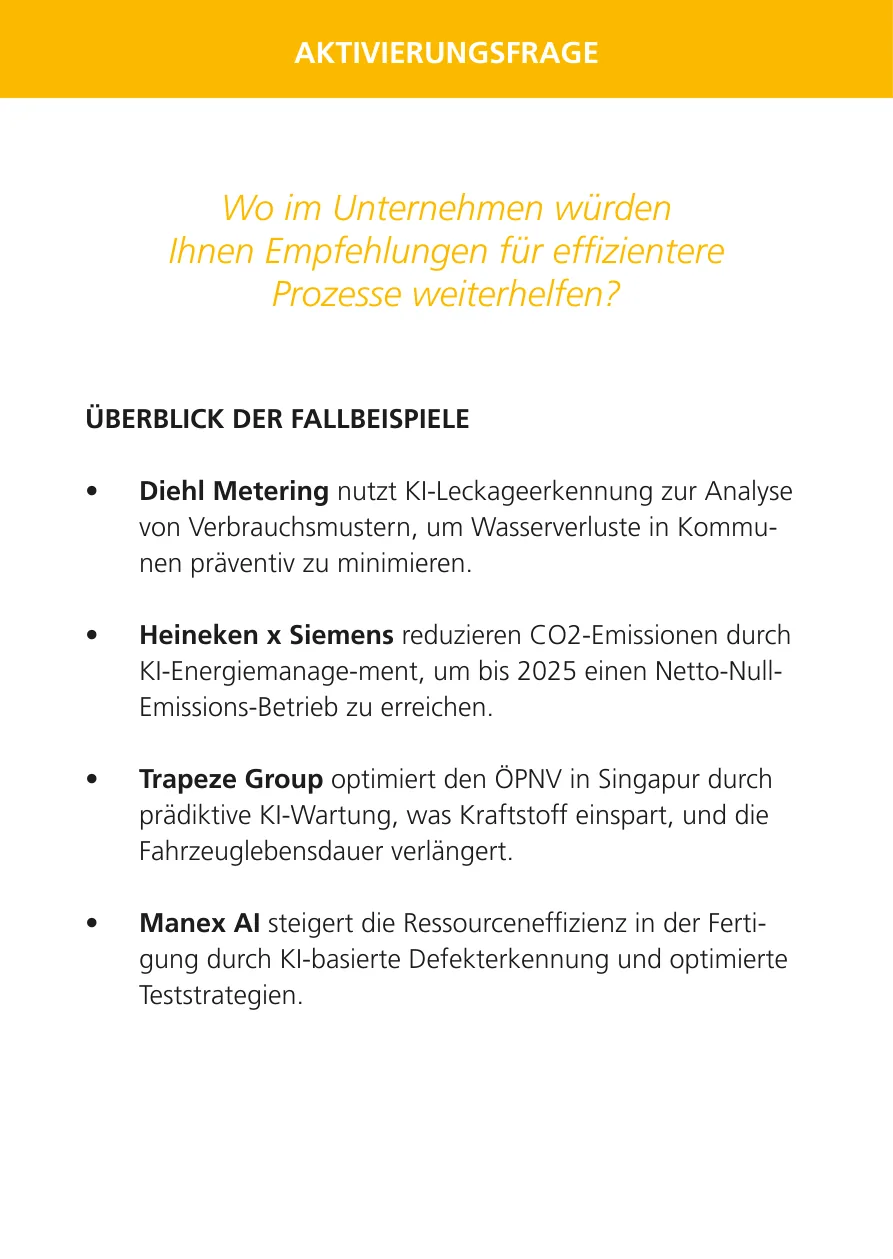 AKTIVIERUNGSFRAGE
Wo im Unternehmen würden
Ihnen Empfehlungen für effizientere
Prozesse weiterhelfen?
ÜBERBLICK DER FALLBEISPIELE
• Diehl Metering nutzt KI-Leckageerkennung zur Analyse
von Verbrauchsmustern, um Wasserverluste in Kommu-
nen präventiv zu minimieren.
• Heineken x Siemens reduzieren CO2-Emissionen durch
KI-Energiemanage-ment, um bis 2025 einen Netto-Null-
Emissions-Betrieb zu erreichen.
• Trapeze Group optimiert den ÖPNV in Singapur durch
prädiktive KI-Wartung, was Kraftstoff einspart, und die
Fahrzeuglebensdauer verlängert.
• Manex AI steigert die Ressourceneffizienz in der Ferti-
gung durch KI-basierte Defekterkennung und optimierte
Teststrategien.